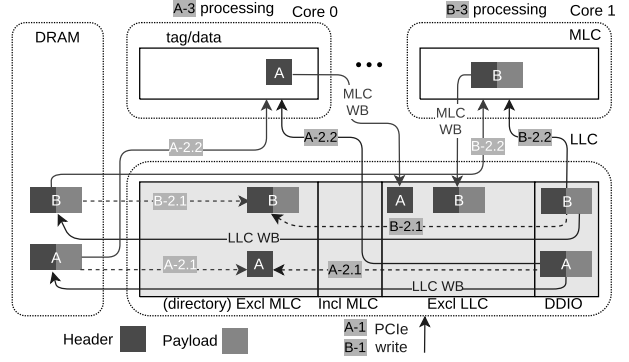 A-3 processing
Core 0
B-3 processing
Core 1
DRAM
tag/data
MLC
A
B
MLC
WB
MLC
WB
A-2.2
A-2.2
B-2.2
B-2.2
LLC
B
B-2.1
B
A
B
B
B-2.1
LLC WB
A
A-2.1
A
A-2.1
A
LLC WB
(directory) Excl MLC
Incl MLC
Excl LLC
DDIO
Header
Payload
A-1 PCIe
B-1 write